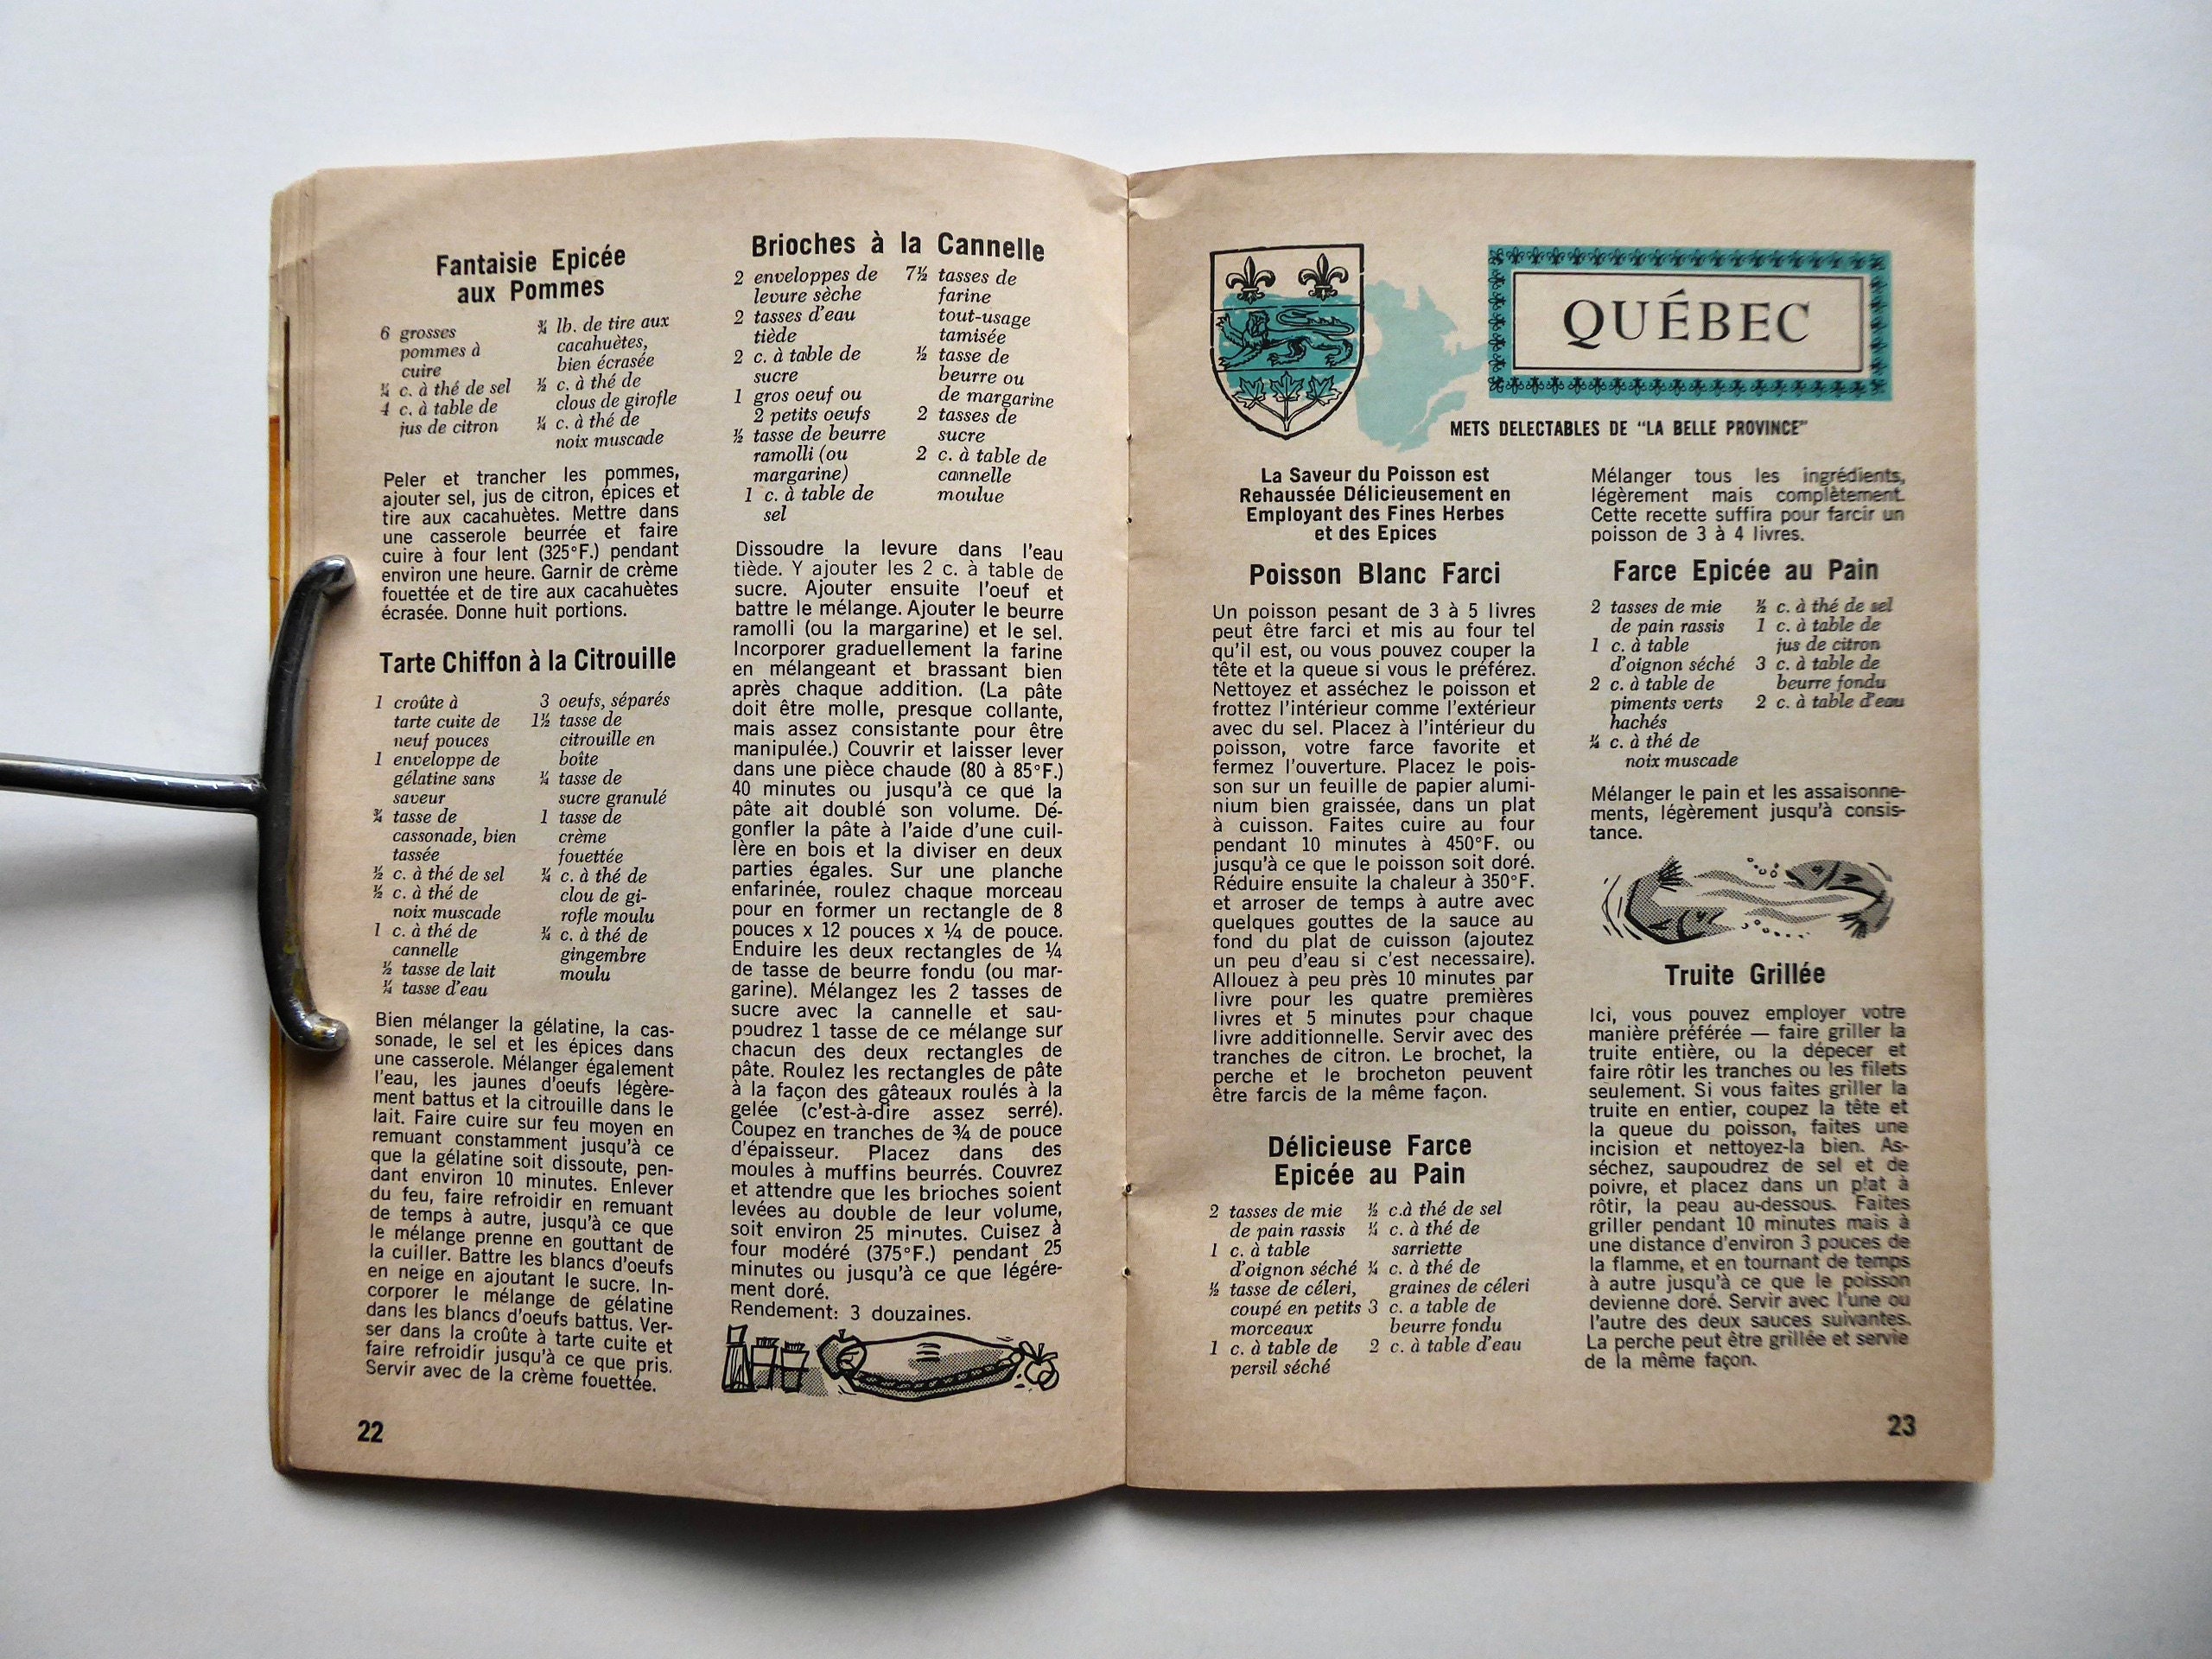 Fantaisie Epicée
aux Pommes
6 grosses
pommes à
cuire
¼ c. à thé de sel
4 c. à table de
jus de citron
¾ lb. de tire aux
cacahuètes,
bien écrasée
½ c. à thé de
clous de girofle
¼ c. à thé de
noix muscade
Peler et trancher les pommes,
ajouter sel, jus de citron, épices et
tire aux cacahuètes. Mettre dans
une casserole beurrée et faire
cuire à four lent (325°F.) pendant
environ une heure. Garnir de crème
fouettée et de tire aux cacahuètes
écrasée. Donne huit portions.
Tarte Chiffon à la Citrouille
1 croûte à
tarte cuite de
neuf pouces
1 enveloppe de
gélatine sans
saveur
¾ tasse de
cassonade, bien
tassée
½ c. à thé de sel
½ c. à thé de
noix muscade
1 c. à thé de
cannelle
½ tasse de lait
¼ tasse d'eau
3 oeufs, séparés
1½ tasse de
citrouille en
boîte
¼ tasse de
sucre granulé
1 tasse de
crème
fouettée
¼ c. à thé de
clou de gi-
rofle moulu
¼ c. à thé de
gingembre
moulu
Bien mélanger la gélatine, la cas-
sonade, le sel et les épices dans
une casserole. Mélanger également
l'eau, les jaunes d'oeufs légère-
ment battus et la citrouille dans le
lait. Faire cuire sur feu moyen en
remuant constamment jusqu'à ce
que la gélatine soit dissoute, pen-
dant environ 10 minutes. Enlever
du feu, faire refroidir en remuant
de temps à autre, jusqu'à ce que
le mélange prenne en gouttant de
la cuiller. Battre les blancs d'oeufs
en neige en ajoutant le sucre. In-
corporer le mélange de gélatine
dans les blancs d'oeufs battus. Ver-
ser dans la croûte à tarte cuite et
faire refroidir jusqu'à ce que pris.
Servir avec de la crème fouettée.
22
Brioches à la Cannelle
2 enveloppes de
levure sèche
2 tasses d'eau
tiède
2 c. à table de
sucre
1 gros oeuf ou
2 petits oeufs
½ tasse de beurre
ramolli (ou
margarine)
1 c. à table de
sel
7½ tasses de
farine
tout-usage
tamisée
½ tasse de
beurre ou
de margarine
2 tasses de
sucre
2 c. à table de
cannelle
moulue
Dissoudre la levure dans l'eau
tiède. Y ajouter les 2 c. à table de
sucre. Ajouter ensuite l'oeuf et
battre le mélange. Ajouter le beurre
ramolli (ou la margarine) et le sel.
Incorporer graduellement la farine
en mélangeant et brassant bien
après chaque addition. (La pâte
doit être molle, presque collante,
mais assez consistante pour être
manipulée.) Couvrir et laisser lever
dans une pièce chaude (80 à 85°F.)
40 minutes ou jusqu'à ce que la
pâte ait doublé son volume. Dé-
gonfler la pâte à l'aide d'une cuil-
lère en bois et la diviser en deux
parties égales. Sur une planche
enfarinée, roulez chaque morceau
pour en former un rectangle de 8
pouces x 12 pouces x ¼ de pouce.
Enduire les deux rectangles de ¼
de tasse de beurre fondu (ou mar-
garine). Mélangez les 2 tasses de
sucre avec la cannelle et sau-
poudrez 1 tasse de ce mélange sur
chacun des deux rectangles de
pâte. Roulez les rectangles de pâte
à la façon des gâteaux roulés à la
gelée (c'est-à-dire assez serré).
Coupez en tranches de ¾ de pouce
d'épaisseur. Placez dans des
moules à muffins beurrés. Couvrez
et attendre que les brioches soient
levées au double de leur volume,
soit environ 25 minutes. Cuisez à
four modéré (375°F.) pendant 25
minutes ou jusqu'à ce que légére-
ment doré.
Rendement: 3 douzaines.
QUÉBEC
METS DELECTABLES DE "LA BELLE PROVINCE"
La Saveur du Poisson est
Rehaussée Délicieusement en
Employant des Fines Herbes
et des Epices
Poisson Blanc Farci
Un poisson pesant de 3 à 5 livres
peut être farci et mis au four tel
qu'il est, ou vous pouvez couper la
tête et la queue si vous le préférez.
Nettoyez et asséchez le poisson et
frottez l'intérieur comme l'extérieur
avec du sel. Placez à l'intérieur du
poisson, votre farce favorite et
fermez l'ouverture. Placez le pois-
son sur un feuille de papier alumi-
nium bien graissée, dans un plat
à cuisson. Faites cuire au four
pendant 10 minutes à 450°F. ou
jusqu'à ce que le poisson soit doré.
Réduire ensuite la chaleur à 350°F.
et arroser de temps à autre avec
quelques gouttes de la sauce au
fond du plat de cuisson (ajoutez
un peu d'eau si c'est necessaire).
Allouez à peu près 10 minutes par
livre pour les quatre premières
livres et 5 minutes pour chaque
livre additionnelle. Servir avec des
tranches de citron. Le brochet, la
perche et le brocheton peuvent
être farcis de la même façon.
Délicieuse Farce
Epicée au Pain
2 tasses de mie
de pain rassis
1 c. à table
d'oignon séché
½ tasse de céleri,
coupé en petits
morceaux
1 c. à table de
persil séché
½ c.à thé de sel
¼ c. à thé de
sarriette
¼ c. à thé de
graines de céleri
3 c. a table de
beurre fondu
2 c. à table d'eau
Mélanger tous les ingrédients,
légèrement mais complètement.
Cette recette suffira pour farcir un
poisson de 3 à 4 livres.
Farce Epicée au Pain
2 tasses de mie
de pain rassis
1 c. à table
d'oignon séché
2 c. à table de
piments verts
hachés
¼ c. à thé de
noix muscade
½ c. à thé de sel
1 c. à table de
jus de citron
3 c. à table de
beurre fondu
2 c. à table d'eau
Mélanger le pain et les assaisonne-
ments, légèrement jusqu'à consis-
tance.
Truite Grillée
Ici, vous pouvez employer votre
manière préférée — faire griller la
truite entière, ou la dépecer et
faire rôtir les tranches ou les filets
seulement. Si vous faites griller la
truite en entier, coupez la tête et
la queue du poisson, faites une
incision et nettoyez-la bien. As-
séchez, saupoudrez de sel et de
poivre, et placez dans un plat à
rôtir, la peau au-dessous. Faites
griller pendant 10 minutes mais à
une distance d'environ 3 pouces de
la flamme, et en tournant de temps
à autre jusqu'à ce que le poisson
devienne doré. Servir avec l'une ou
l'autre des deux sauces suivantes.
La perche peut être grillée et servie
de la même façon.
23